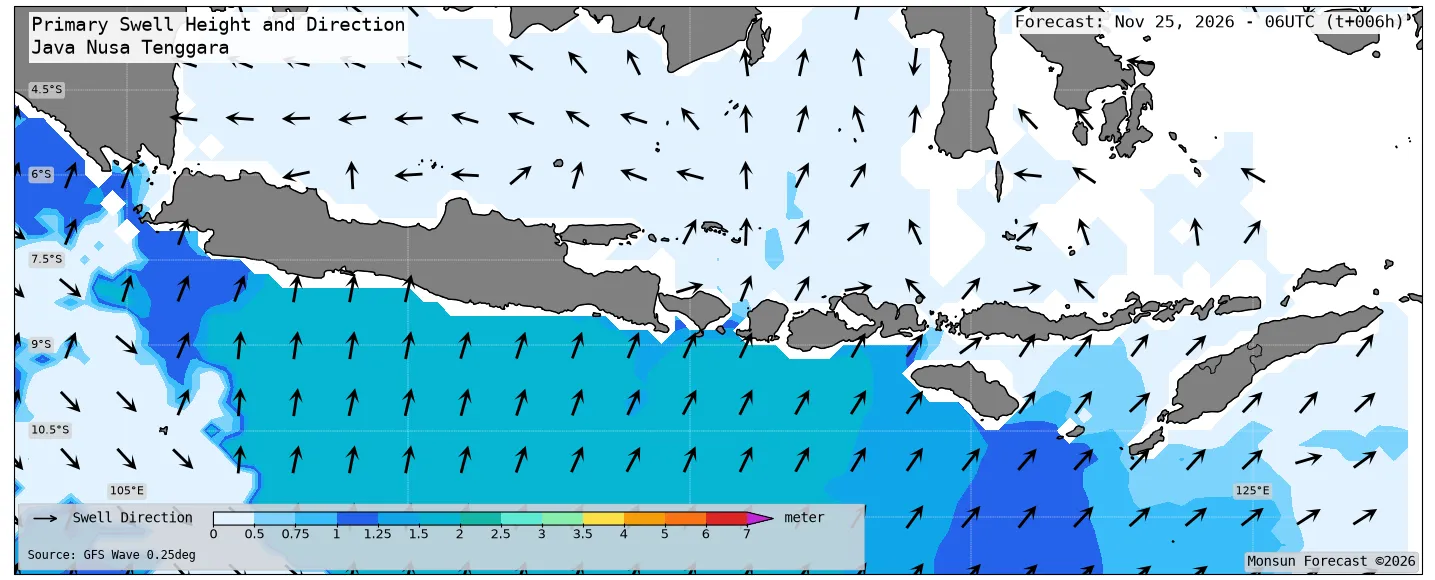 Primary Swell Height and Direction
Java Nusa Tenggara
Forecast: Nov 25, 2026 - 06UTC (t+006h)
4.5°S
6°S
7.5°S
9°S
10.5°S
105°E
125°E
Swell Direction
0 0.5 0.75 1 1.25 1.5 2 2.5 3 3.5 4 5 6 7
meter
Source: GFS Wave 0.25deg
Monsun Forecast ©2026